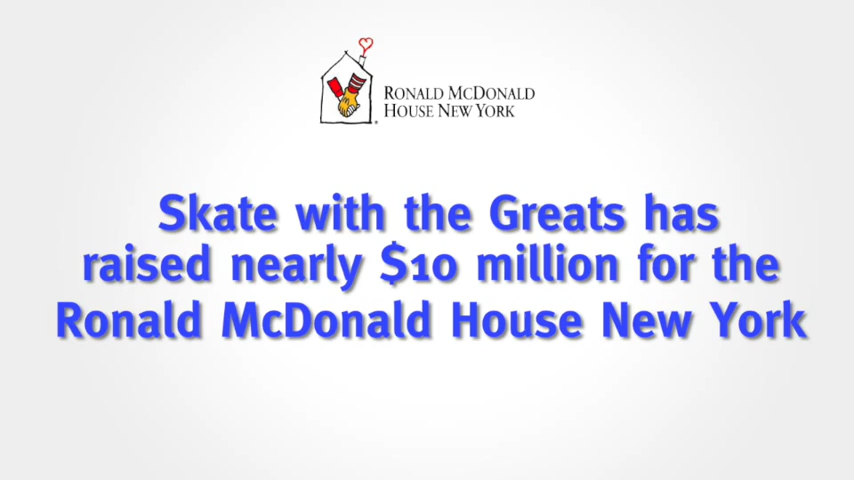 RONALD MCDONALD
HOUSE NEW YORK
Skate with the Greats has
raised nearly $10 million for the
Ronald McDonald House New York